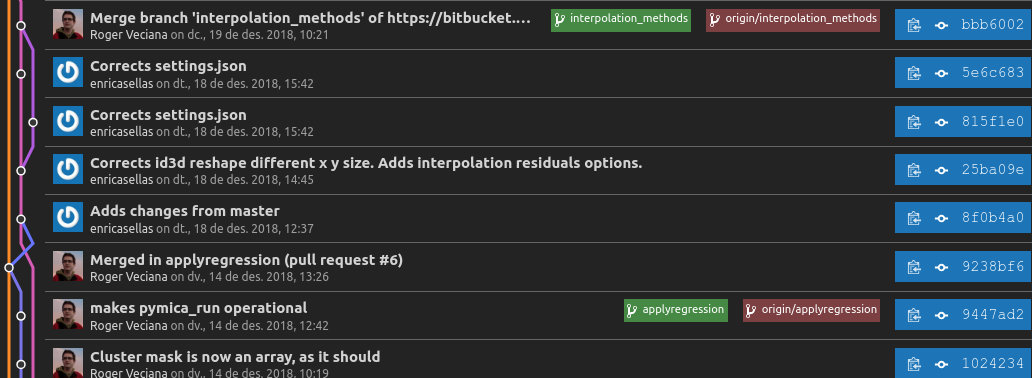 Merge branch 'interpolation_methods' of https://bitbucket.... interpolation_methods origin/interpolation_methods bbb6002
Roger Veciana on dc., 19 de des. 2018, 10:21
Corrects settings.json 5e6c683
enricasellas on dt., 18 de des. 2018, 15:42
Corrects settings.json 815f1e0
enricasellas on dt., 18 de des. 2018, 15:42
Corrects id3d reshape different x y size. Adds interpolation residuals options. 25ba09e
enricasellas on dt., 18 de des. 2018, 14:45
Adds changes from master 8f0b4a0
enricasellas on dt., 18 de des. 2018, 12:37
Merged in applyregression (pull request #6) 9238bf6
Roger Veciana on dv., 14 de des. 2018, 13:26
makes pymica_run operational applyregression origin/applyregression 9447ad2
Roger Veciana on dv., 14 de des. 2018, 12:42
Cluster mask is now an array, as it should 1024234
Roger Veciana on dv., 14 de des. 2018, 10:19